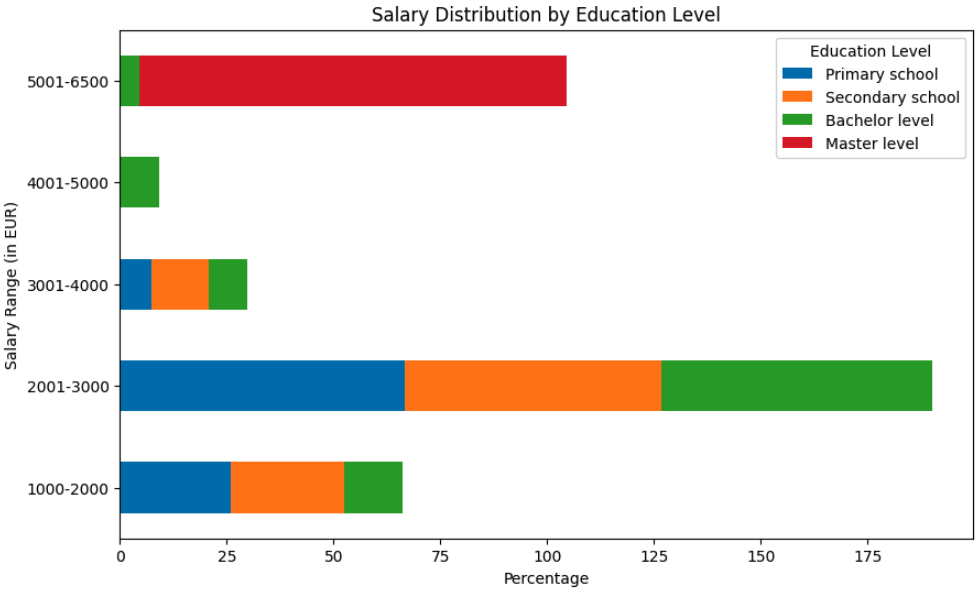 Salary Distribution by Education Level
Education Level
Primary school
Secondary school
Bachelor level
Master level
Salary Range (in EUR)
5001-6500
4001-5000
3001-4000
2001-3000
1000-2000
0 25 50 75 100 125 150 175
Percentage